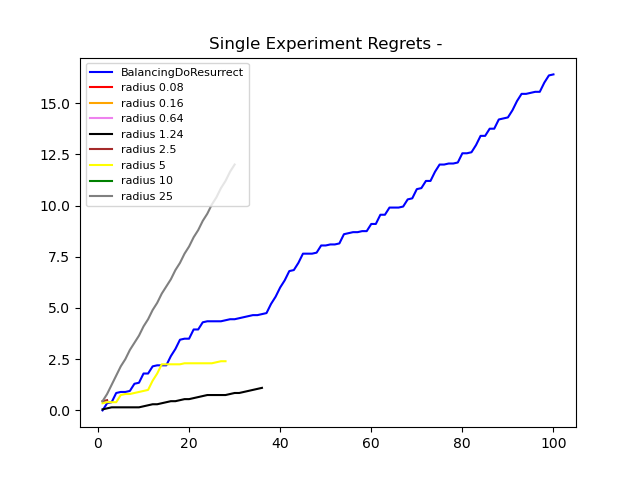 Single Experiment Regrets -
BalancingDoResurrect
radius 0.08
radius 0.16
radius 0.64
radius 1.24
radius 2.5
radius 5
radius 10
radius 25
15.0
12.5
10.0
7.5
5.0
2.5
0.0
0 20 40 60 80 100